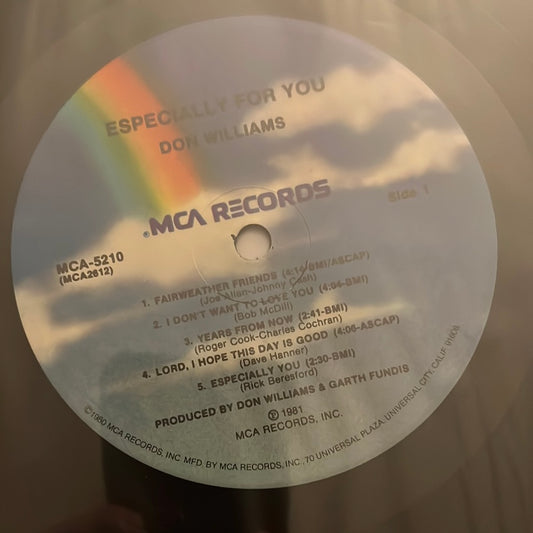 ESPECIALLY FOR YOU
DON WILLIAMS
MCA RECORDS
Side 1
MCA-5210
(MCA2612)
1. FAIRWEATHER FRIENDS (4:14-BMI/ASCAP)
(Joe Allen-Johnny Cash)
2. I DON'T WANT TO LOVE YOU (4:04-BMI)
(Bob McDill)
3. YEARS FROM NOW (2:41-BMI)
(Roger Cook-Charles Cochran)
4. LORD, I HOPE THIS DAY IS GOOD (4:06-ASCAP)
(Dave Hanner)
5. ESPECIALLY YOU (2:30-BMI)
(Rick Beresford)
PRODUCED BY DON WILLIAMS & GARTH FUNDIS
℗ 1981
MCA RECORDS, INC.
©1980 MCA RECORDS, INC. MFD. BY MCA RECORDS, INC., 70 UNIVERSAL PLAZA, UNIVERSAL CITY, CALIF. 91608